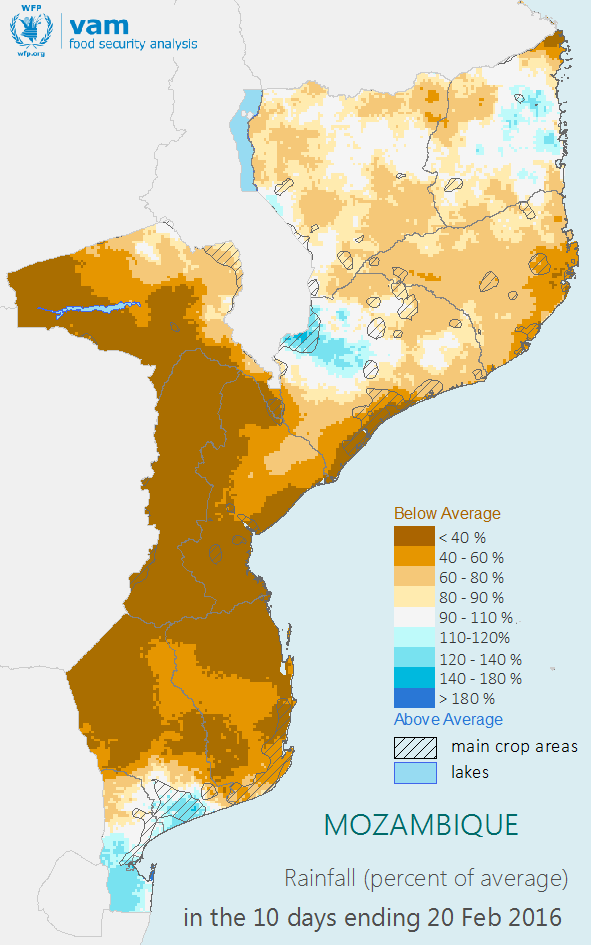 WFP
vam
food security analysis
wfp.org
Below Average
< 40 %
40 - 60 %
60 - 80 %
80 - 90 %
90 - 110 %
110-120%
120 - 140 %
140 - 180 %
> 180 %
Above Average
main crop areas
lakes
MOZAMBIQUE
Rainfall (percent of average)
in the 10 days ending 20 Feb 2016